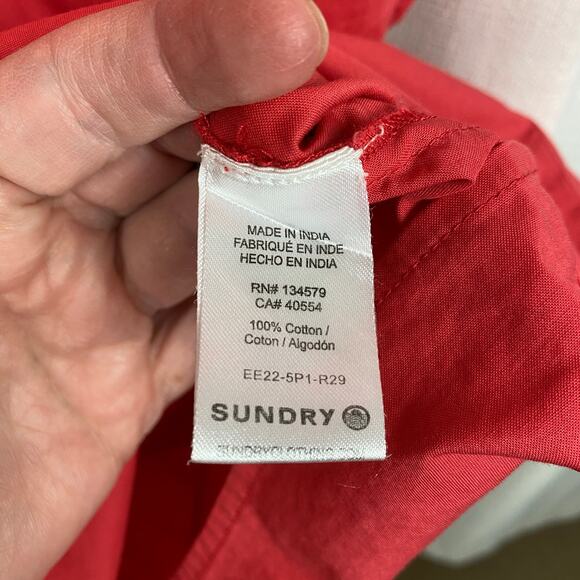 MADE IN INDIA
FABRIQUÉ EN INDE
HECHO EN INDIA
RN# 134579
CA# 40554
100% Cotton /
Coton / Algodón
EE22-5P1-R29
SUNDRY